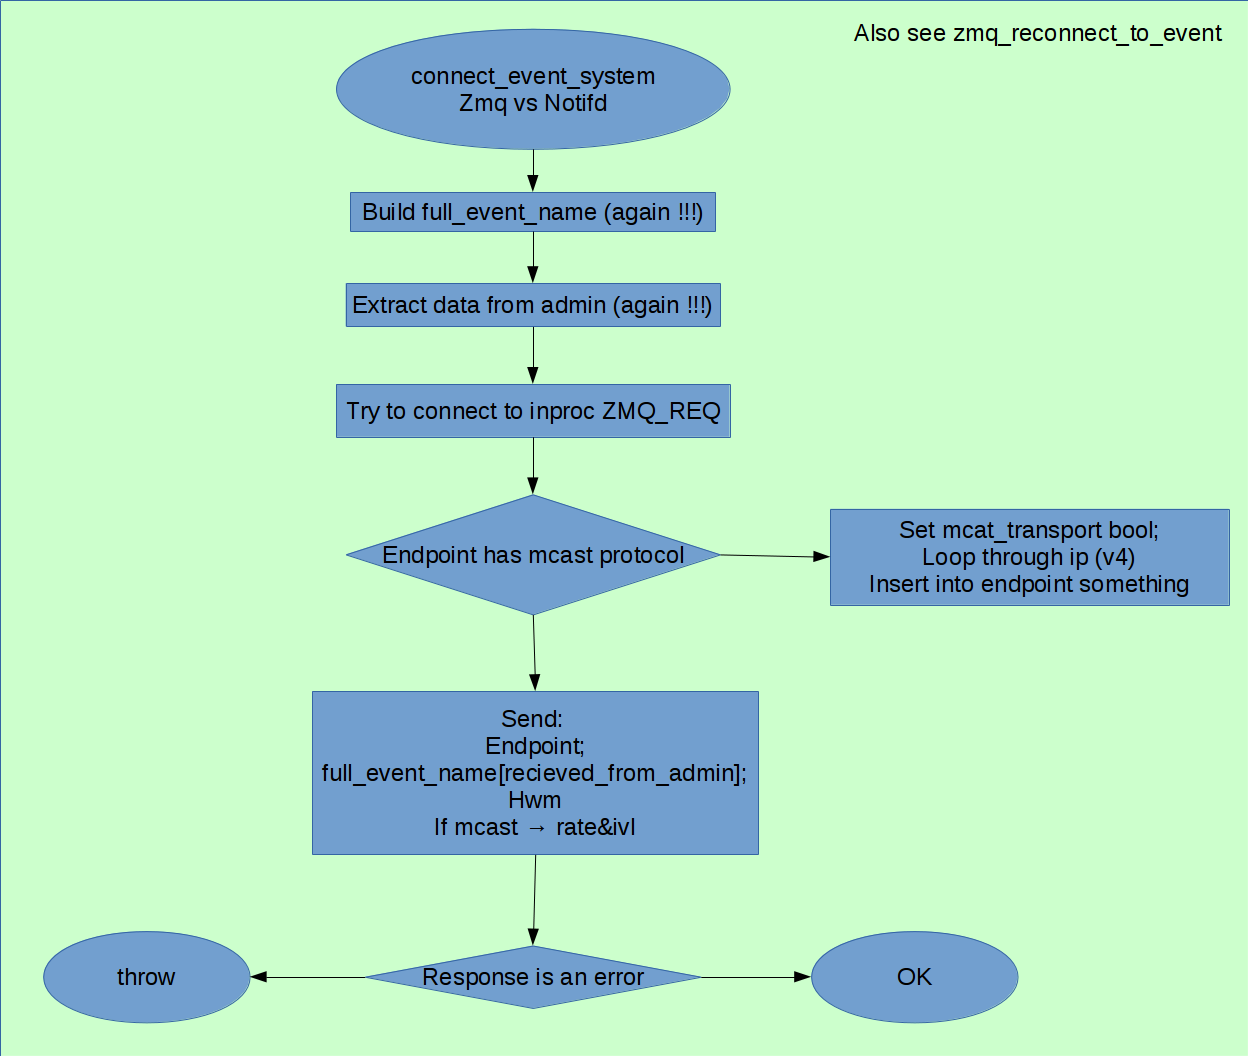 Also see zmq_reconnect_to_event
connect_event_system
Zmq vs Notifd
Build full_event_name (again !!!)
Extract data from admin (again !!!)
Try to connect to inproc ZMQ_REQ
Endpoint has mcast protocol
Set mcat_transport bool;
Loop through ip (v4)
Insert into endpoint something
Send:
Endpoint;
full_event_name[recieved_from_admin];
Hwm
If mcast → rate&ivl
throw
Response is an error
OK